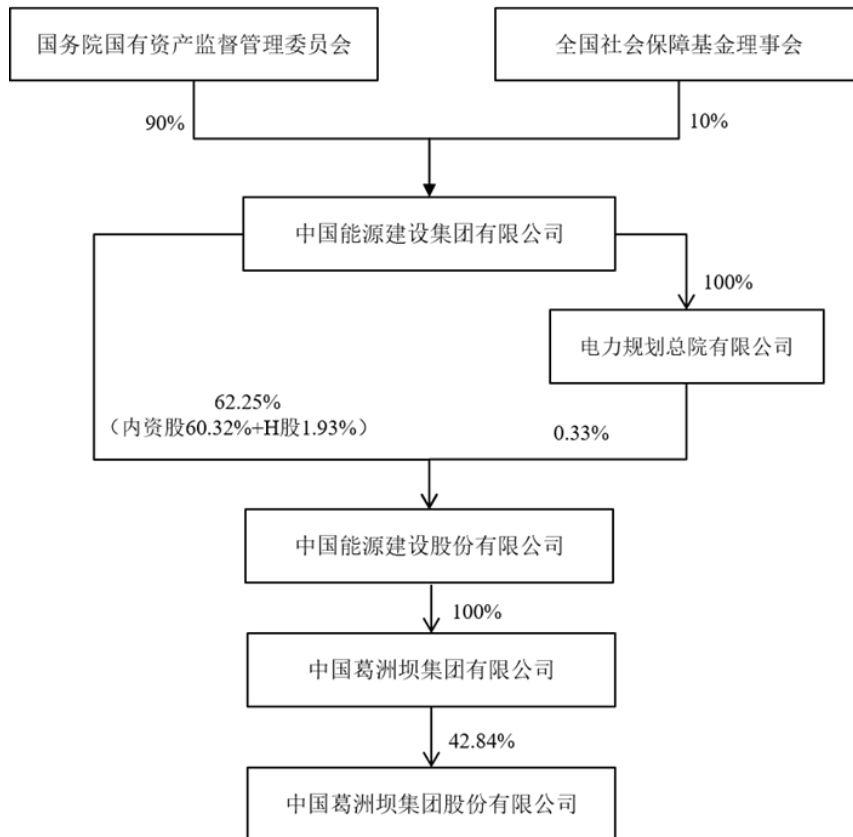 国务院国有资产监督管理委员会
全国社会保障基金理事会
90%
10%
中国能源建设集团有限公司
100%
电力规划总院有限公司
62.25%
（内资股60.32%+H股1.93%）
0.33%
中国能源建设股份有限公司
100%
中国葛洲坝集团有限公司
42.84%
中国葛洲坝集团股份有限公司